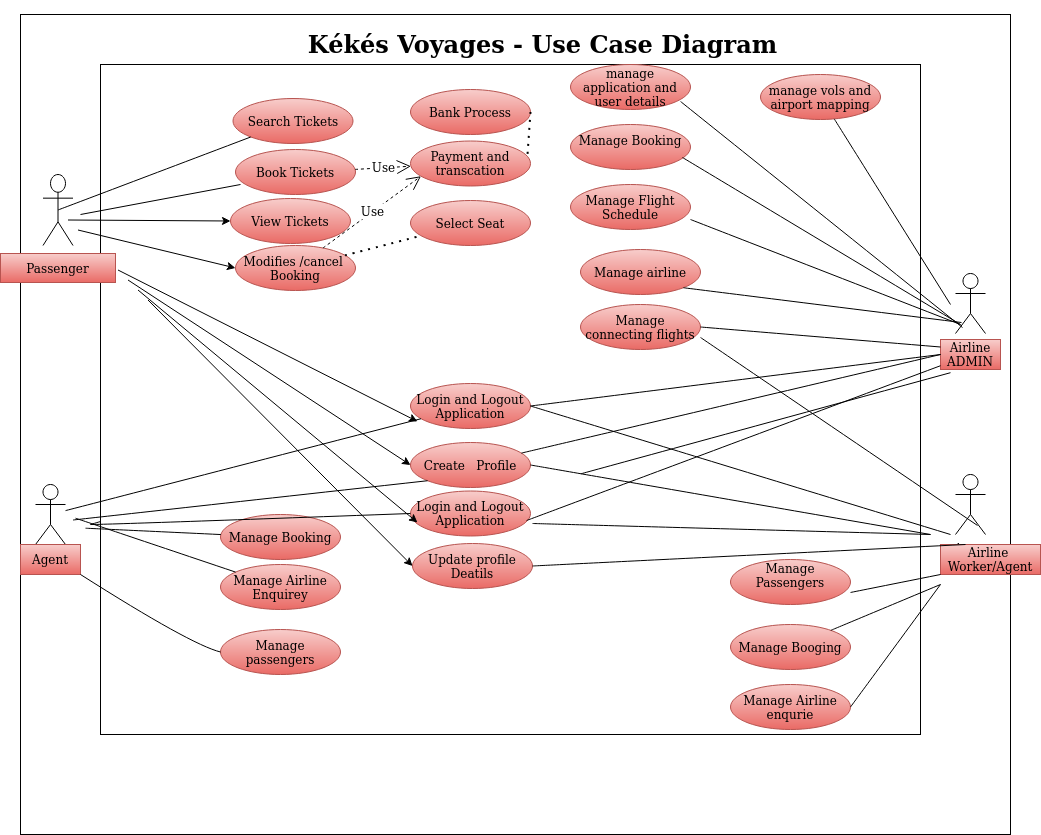 Kékés Voyages - Use Case Diagram
manage
application and
user details
manage vols and
airport mapping
Search Tickets
Bank Process
Manage Booking
Book Tickets
Use
Payment and
transcation
View Tickets
Use
Select Seat
Manage Flight
Schedule
Modifies /cancel
Booking
Passenger
Manage airline
Manage
connecting flights
Airline
ADMIN
Login and Logout
Application
Create   Profile
Login and Logout
Application
Agent
Manage Booking
Update profile
Deatils
Airline
Worker/Agent
Manage Airline
Enquirey
Manage
Passengers
Manage
passengers
Manage Booging
Manage Airline
enqurie